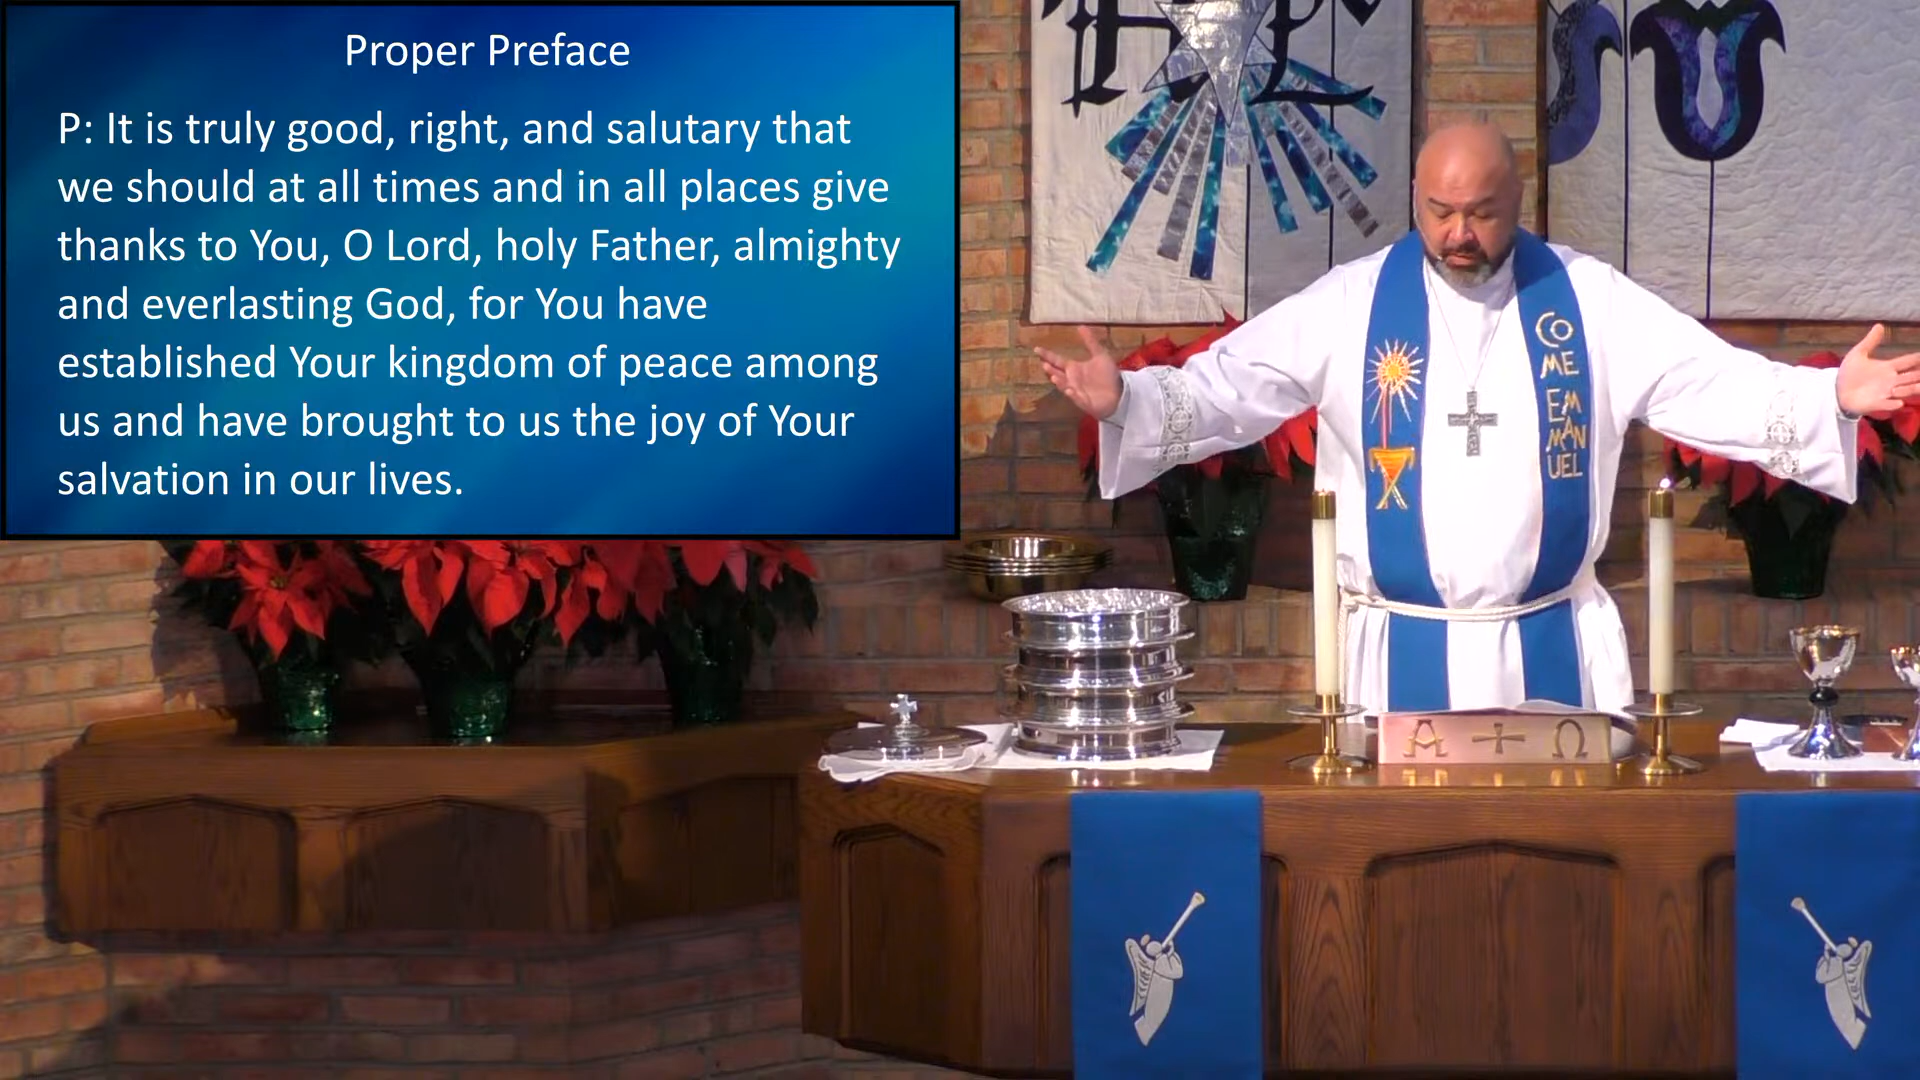 Proper Preface
P: It is truly good, right, and salutary that
we should at all times and in all places give
thanks to You, O Lord, holy Father, almighty
and everlasting God, for You have
established Your kingdom of peace among
us and have brought to us the joy of Your
salvation in our lives.
CO
ME
EM
MAN
UEL
Α Ω